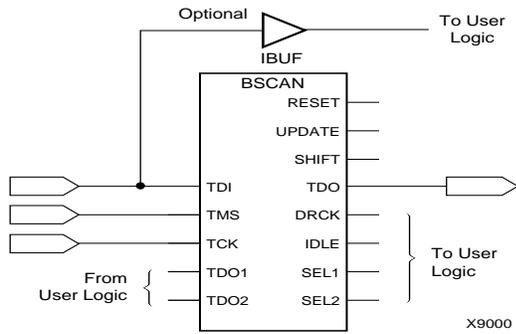 Optional
To User
Logic
IBUF
BSCAN
RESET
UPDATE
SHIFT
TDI
TDO
TMS
DRCK
TCK
IDLE
To User
Logic
From
User Logic
TDO1
SEL1
TDO2
SEL2
X9000